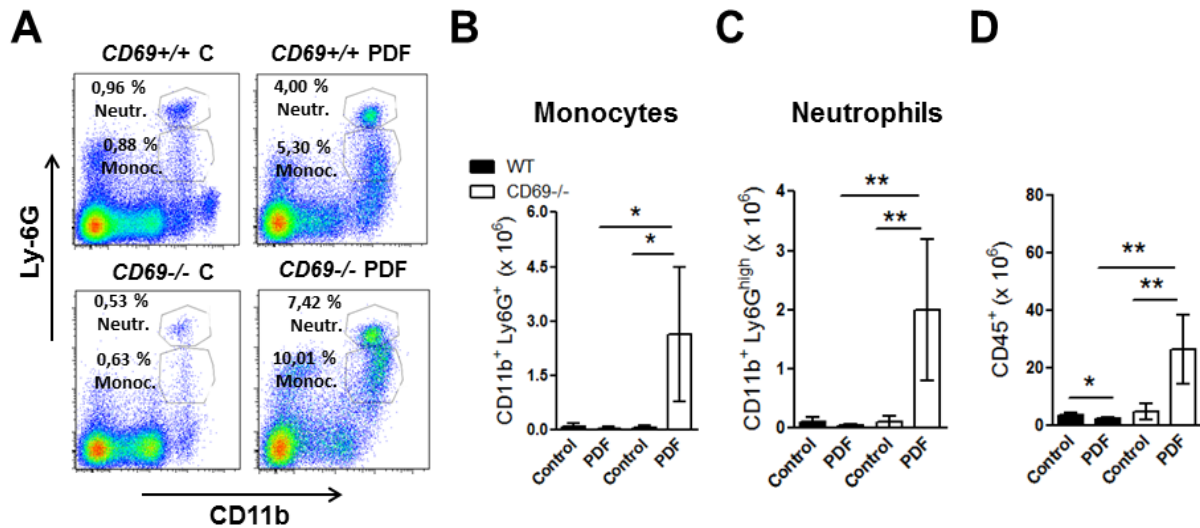 A
CD69+/+ C
CD69+/+ PDF
0,96 %
Neutr.
0,88 %
Monoc.
4,00 %
Neutr.
5,30 %
Monoc.
CD69-/- C
CD69-/- PDF
0,53 %
Neutr.
0,63 %
Monoc.
7,42 %
Neutr.
10,01 %
Monoc.
Ly-6G
CD11b
B
Monocytes
WT
CD69-/-
CD11b⁺ Ly6G⁺ (x 10⁶)
6.0
4.5
3.0
1.5
0.0
*
*
Control
PDF
Control
PDF
C
Neutrophils
CD11b⁺ Ly6G^high (x 10⁶)
4
3
2
1
0
**
**
Control
PDF
Control
PDF
D
CD45⁺ (x 10⁶)
80
60
40
20
0
**
**
*
Control
PDF
Control
PDF